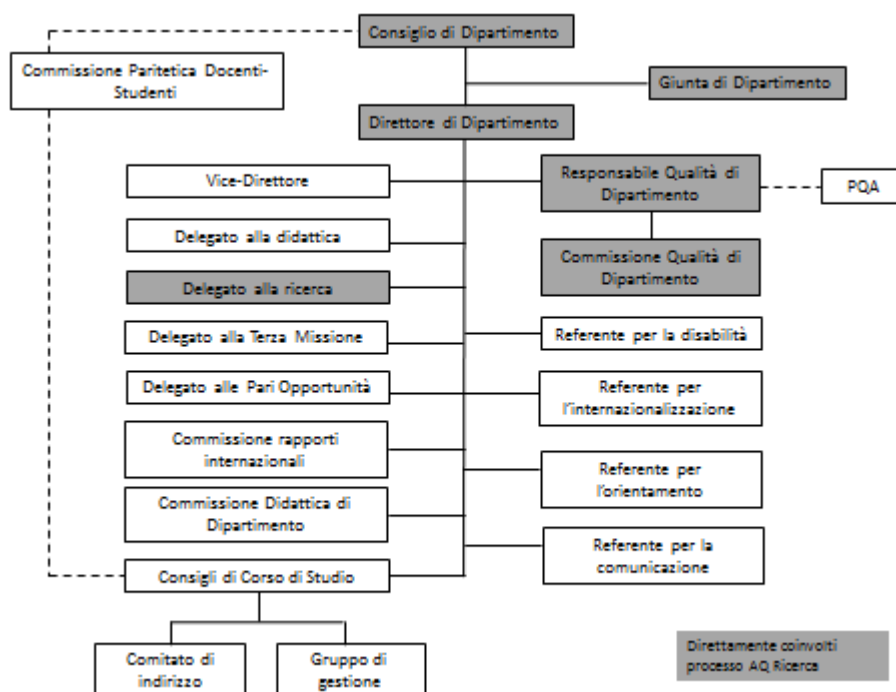 Consiglio di Dipartimento
Commissione Paritetica Docenti-
Studenti
Giunta di Dipartimento
Direttore di Dipartimento
Vice-Direttore
Responsabile Qualità di
Dipartimento
PQA
Delegato alla didattica
Commissione Qualità di
Dipartimento
Delegato alla ricerca
Delegato alla Terza Missione
Referente per la disabilità
Delegato alle Pari Opportunità
Referente per
l'internazionalizzazione
Commissione rapporti
internazionali
Referente per
l'orientamento
Commissione Didattica di
Dipartimento
Referente per la
comunicazione
Consigli di Corso di Studio
Comitato di
indirizzo
Gruppo di
gestione
Direttamente coinvolti
processo AQ Ricerca